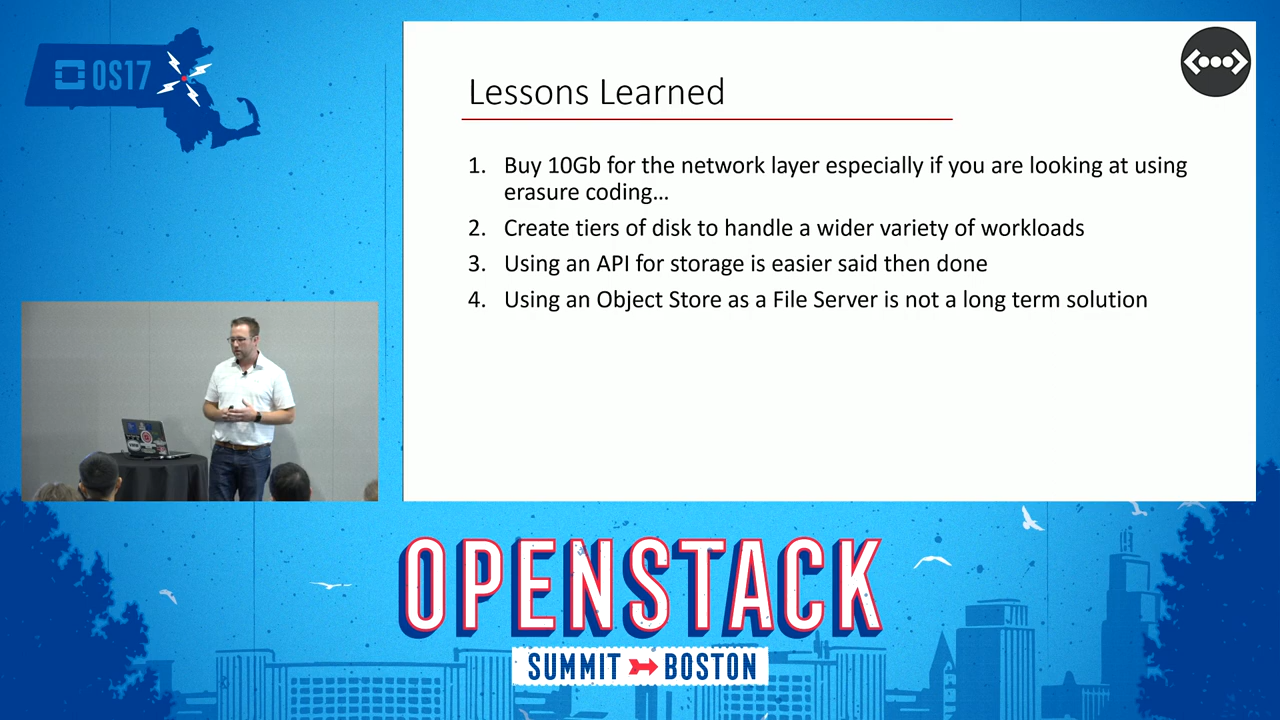 OS17
Lessons Learned
1. Buy 10Gb for the network layer especially if you are looking at using
erasure coding...
2. Create tiers of disk to handle a wider variety of workloads
3. Using an API for storage is easier said then done
4. Using an Object Store as a File Server is not a long term solution
OPENSTACK
SUMMIT BOSTON